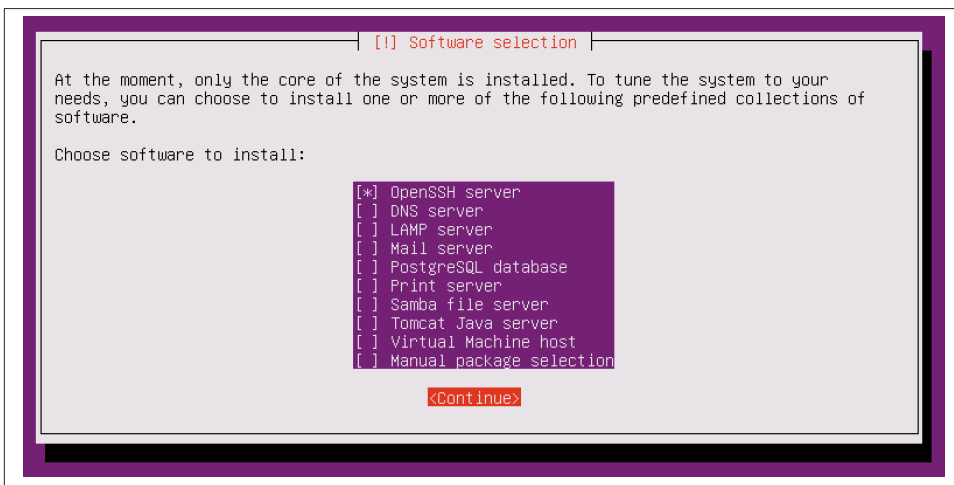 [!] Software selection
At the moment, only the core of the system is installed. To tune the system to your
needs, you can choose to install one or more of the following predefined collections of
software.
Choose software to install:
[*] OpenSSH server
[ ] DNS server
[ ] LAMP server
[ ] Mail server
[ ] PostgreSQL database
[ ] Print server
[ ] Samba file server
[ ] Tomcat Java server
[ ] Virtual Machine host
[ ] Manual package selection
<Continue>